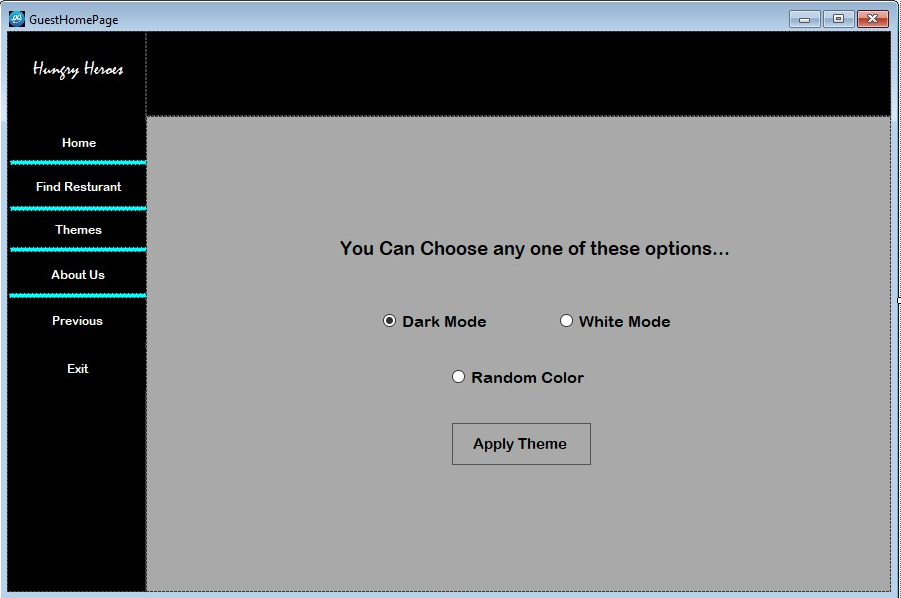 GuestHomePage
Hungry Heroes
Home
Find Resturant
Themes
About Us
Previous
Exit
You Can Choose any one of these options...
Dark Mode
White Mode
Random Color
Apply Theme